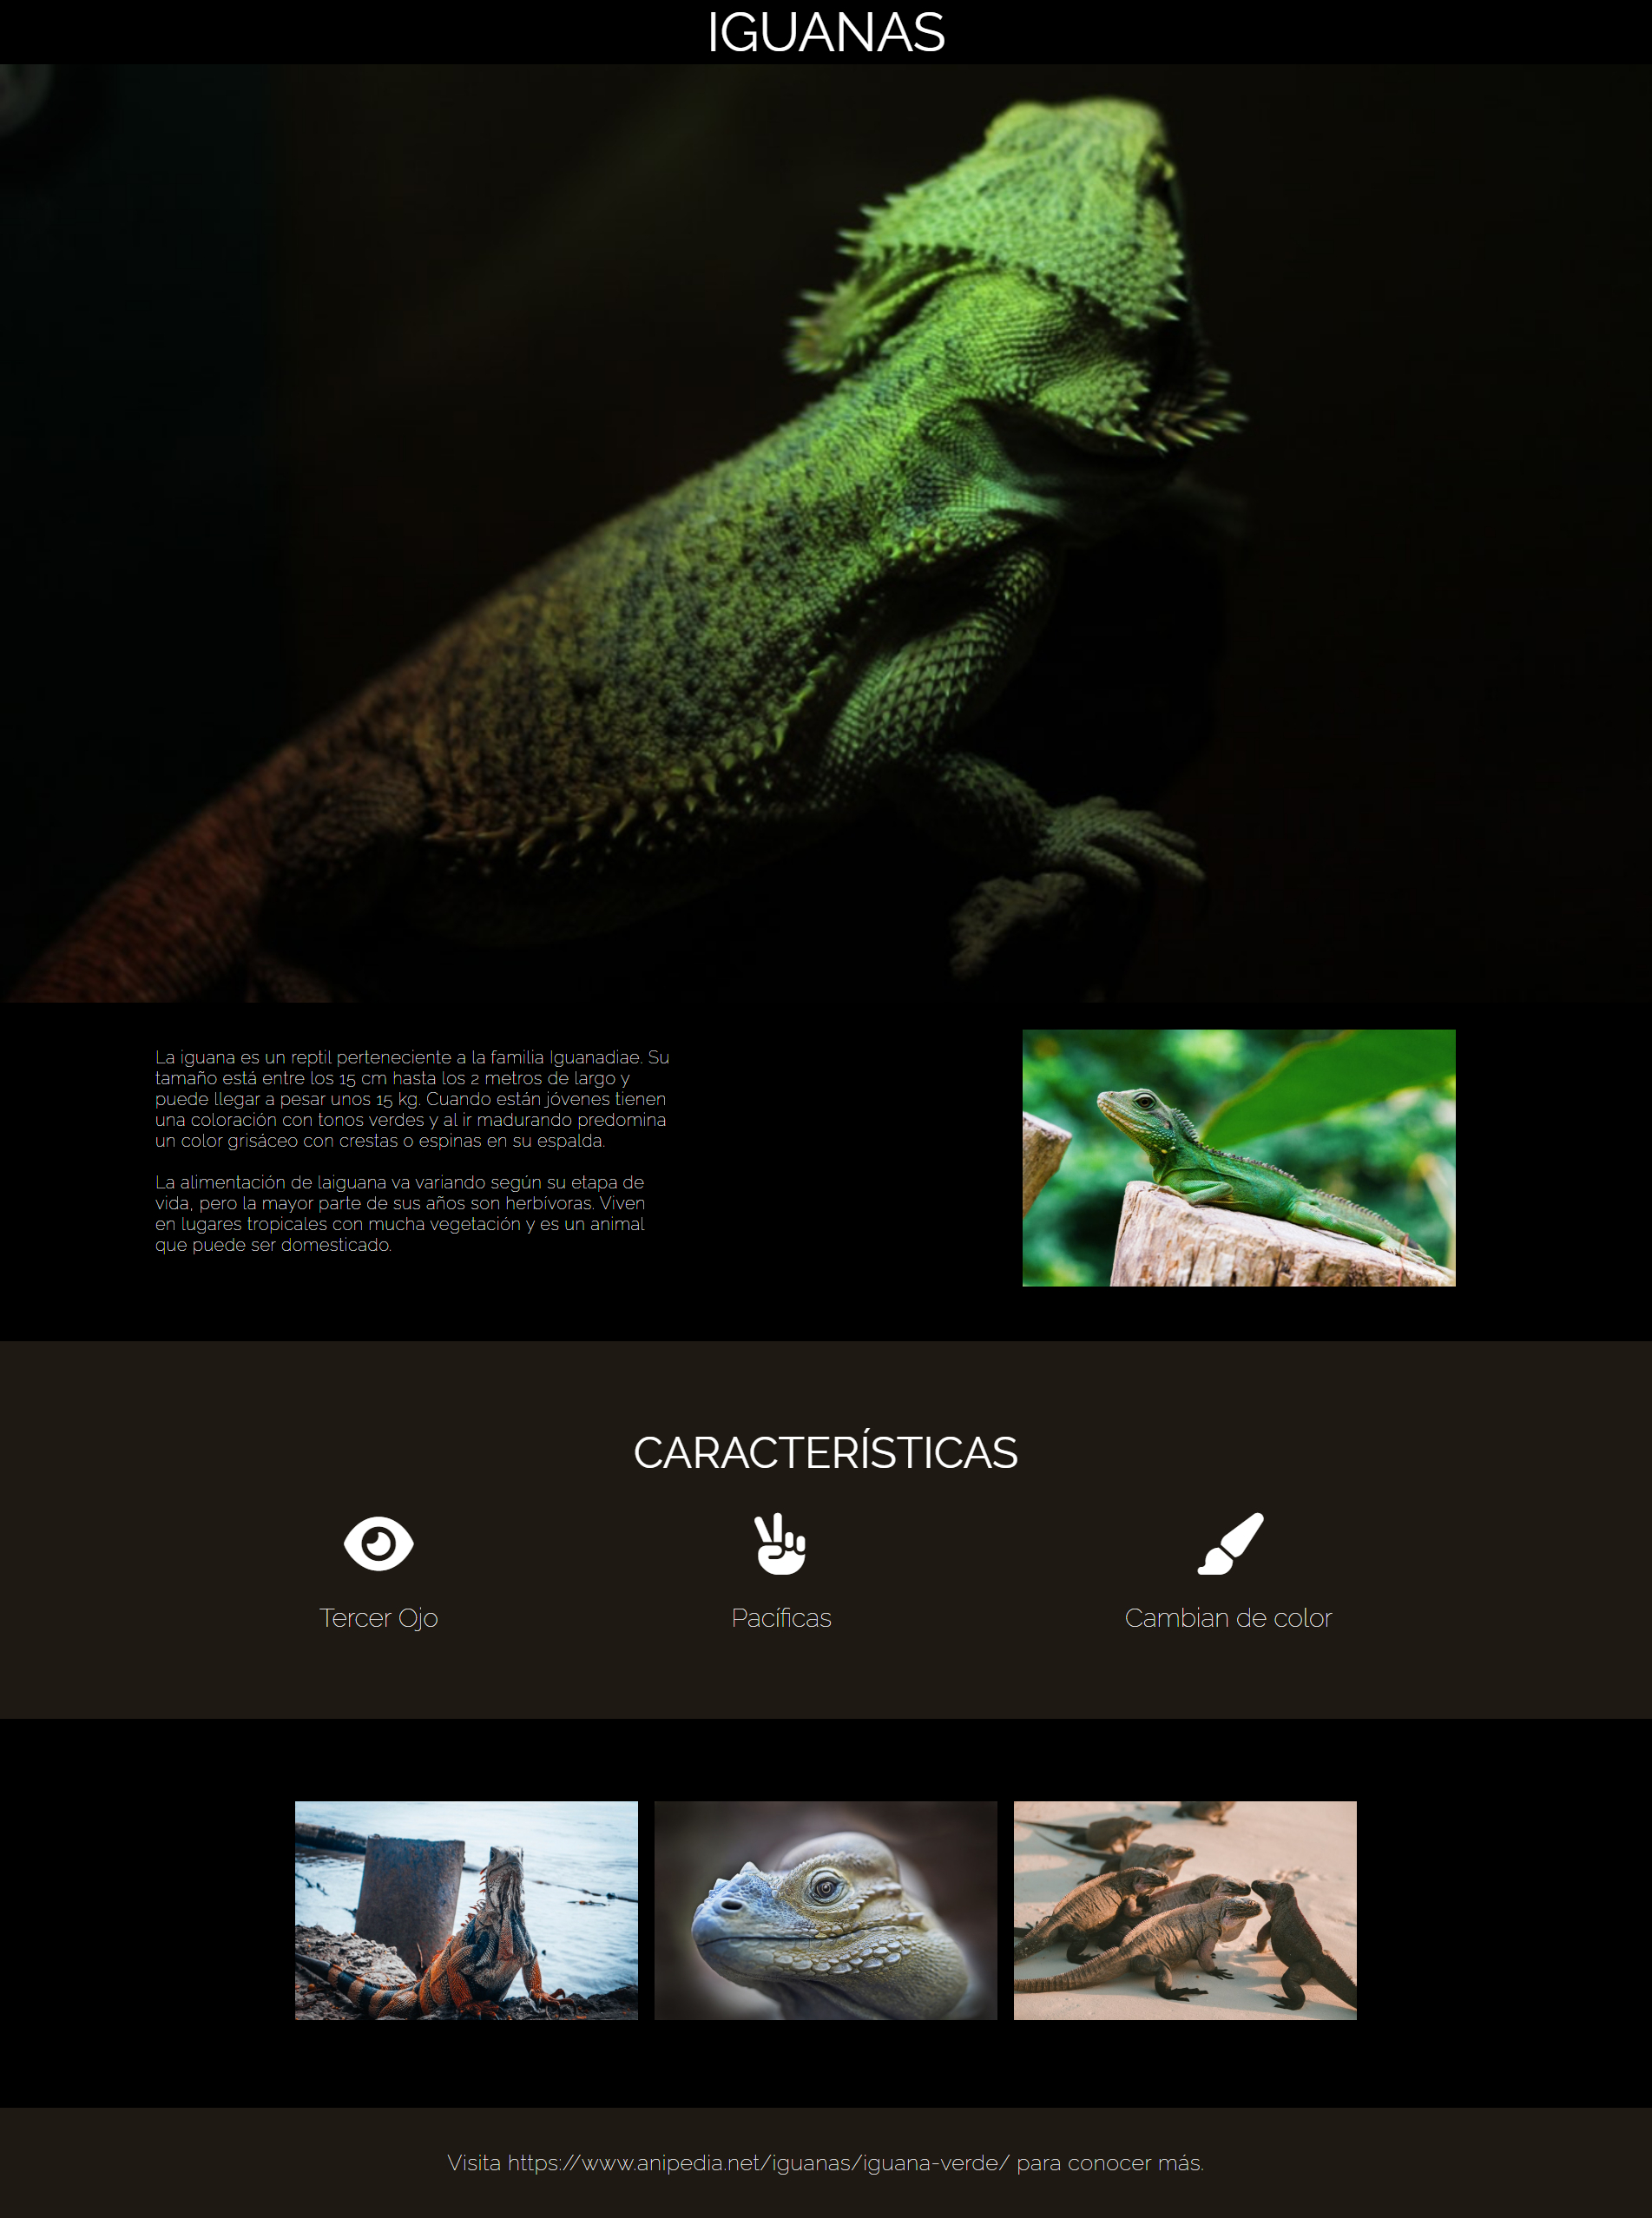 IGUANAS
La iguana es un reptil perteneciente a la familia Iguanadiae. Su
tamaño está entre los 15 cm hasta los 2 metros de largo y
puede llegar a pesar unos 15 kg. Cuando están jóvenes tienen
una coloración con tonos verdes y al ir madurando predomina
un color grisáceo con crestas o espinas en su espalda.
La alimentación de laiguana va variando según su etapa de
vida, pero la mayor parte de sus años son herbívoras. Viven
en lugares tropicales con mucha vegetación y es un animal
que puede ser domesticado.
CARACTERÍSTICAS
Tercer Ojo
Pacíficas
Cambian de color
Visita https://www.anipedia.net/iguanas/iguana-verde/ para conocer más.